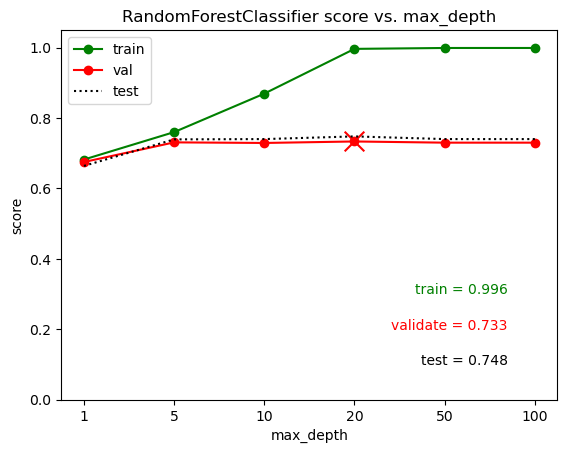 RandomForestClassifier score vs. max_depth
train
val
test
1.0
0.8
0.6
0.4
0.2
0.0
score
train = 0.996
validate = 0.733
test = 0.748
1 5 10 20 50 100
max_depth